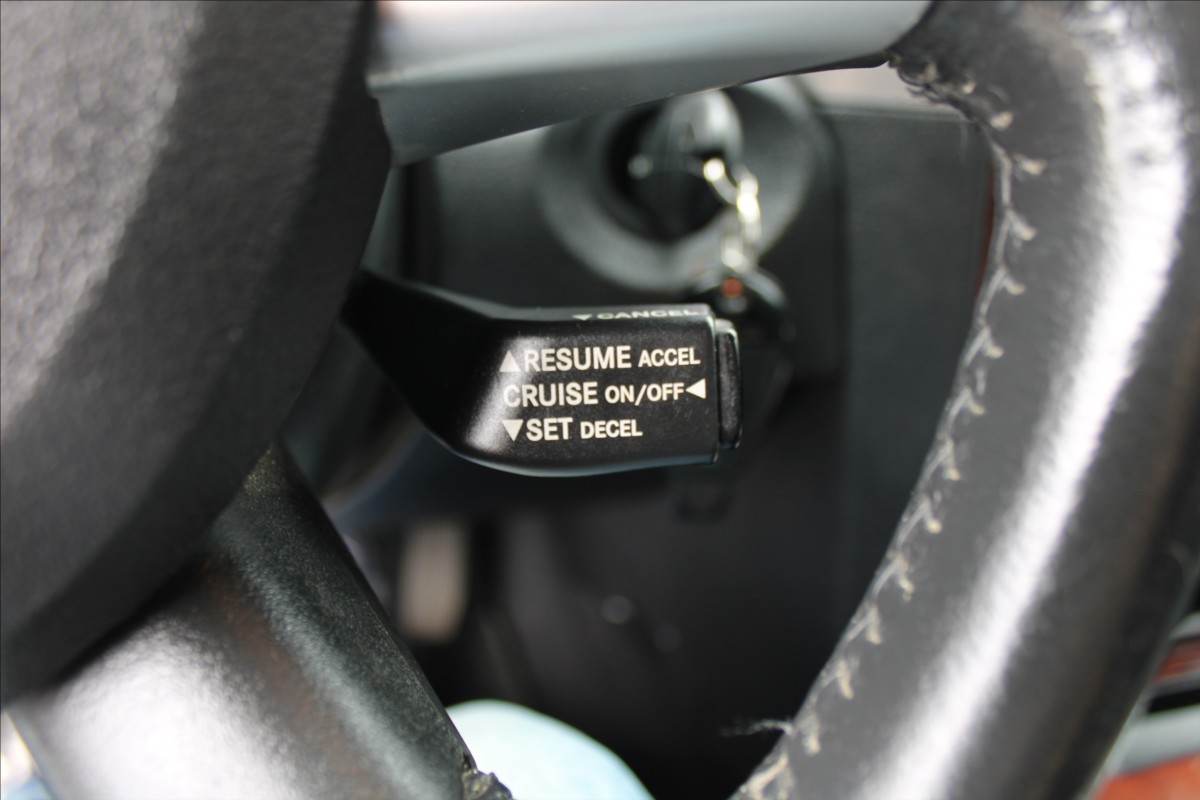 ▼CANCEL
▲RESUME ACCEL
CRUISE ON/OFF◀
▼SET DECEL